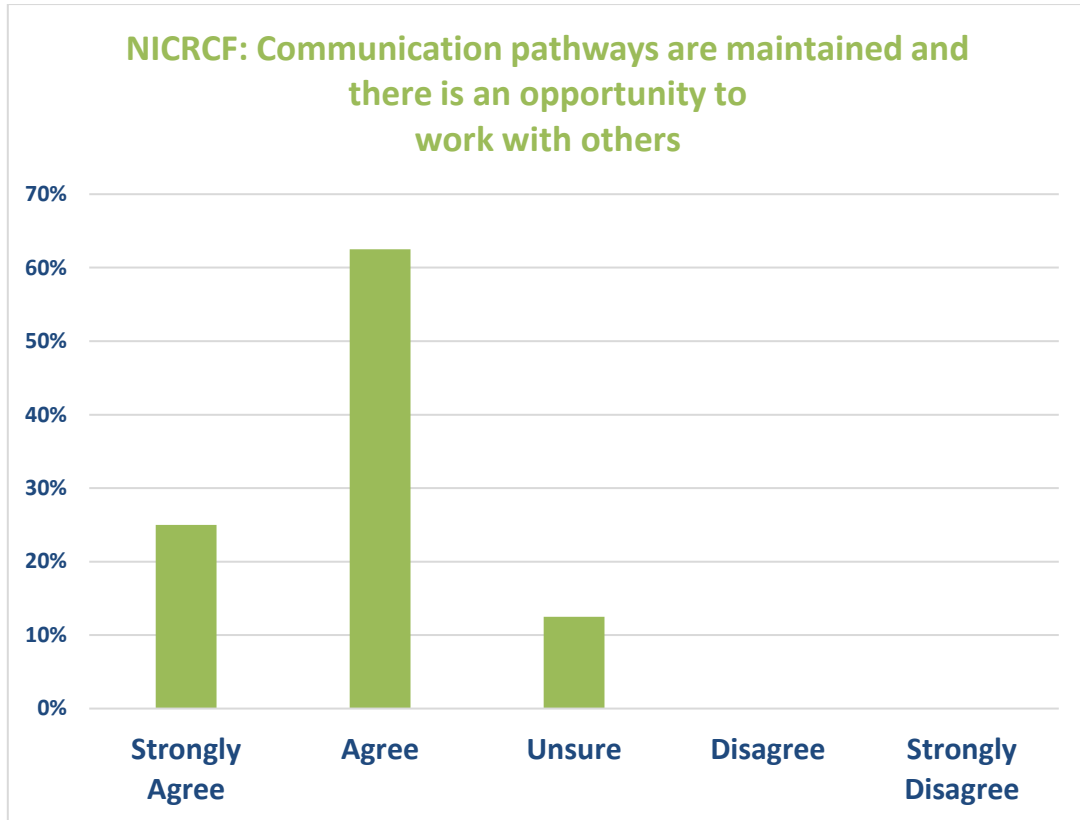 NICRCF: Communication pathways are maintained and
there is an opportunity to
work with others
70%
60%
50%
40%
30%
20%
10%
0%
Strongly Agree
Agree
Unsure
Disagree
Strongly Disagree